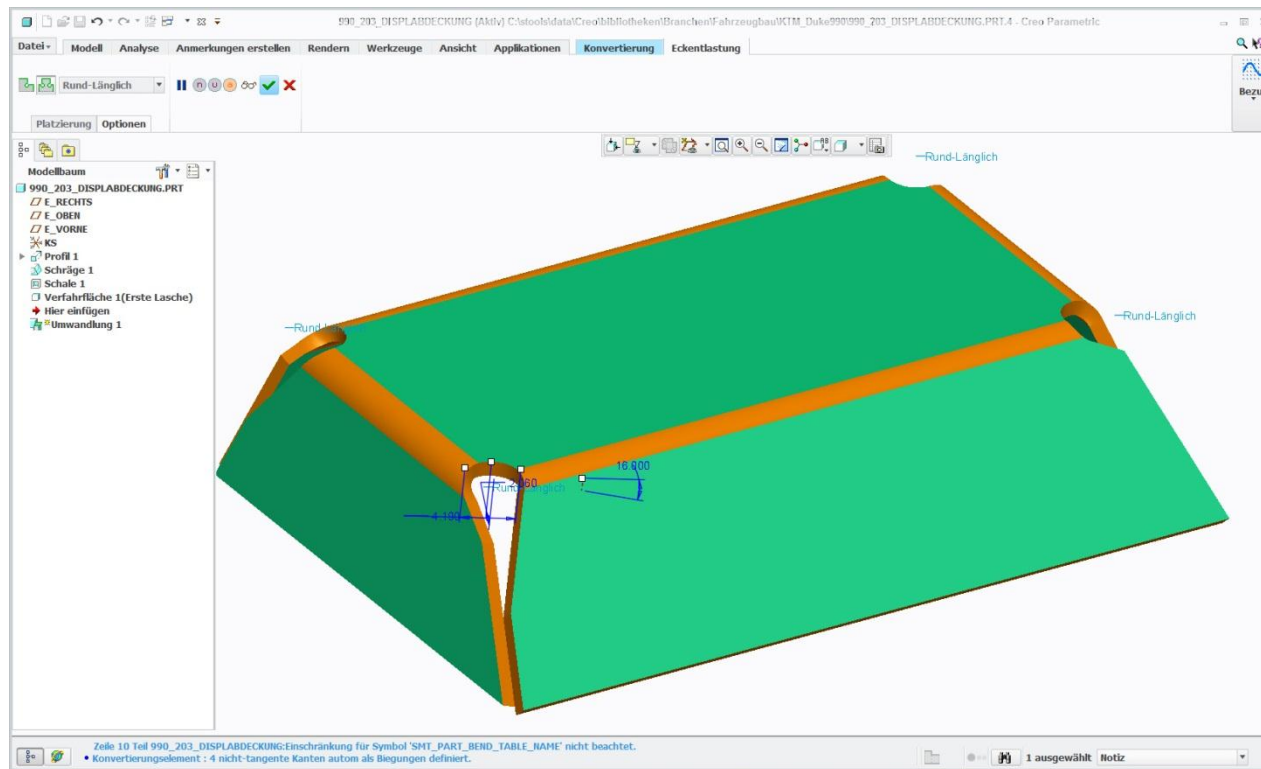 990_203_DISPLABDECKUNG (Aktiv) C:\stools\data\Creo\bibliotheken\Branchen\Fahrzeugbau\KTM_Duke990\990_203_DISPLABDECKUNG.PRT.4 - Creo Parametric
Datei Modell Analyse Anmerkungen erstellen Rendern Werkzeuge Ansicht Applikationen Konvertierung Eckentlastung
Rund-Länglich
Bezu
Platzierung Optionen
Modellbaum
990_203_DISPLABDECKUNG.PRT
E_RECHTS
E_OBEN
E_VORNE
KS
Profil 1
Schräge 1
Schale 1
Verfahrfläche 1(Erste Lasche)
Hier einfügen
Umwandlung 1
Rund-Länglich
Rund-Länglich
16.000
Rund-Länglich
4.100
Zeile 10 Teil 990_203_DISPLABDECKUNG:Einschränkung für Symbol 'SMT_PART_BEND_TABLE_NAME' nicht beachtet.
• Konvertierungselement : 4 nicht-tangente Kanten autom als Biegungen definiert.
1 ausgewählt Notiz